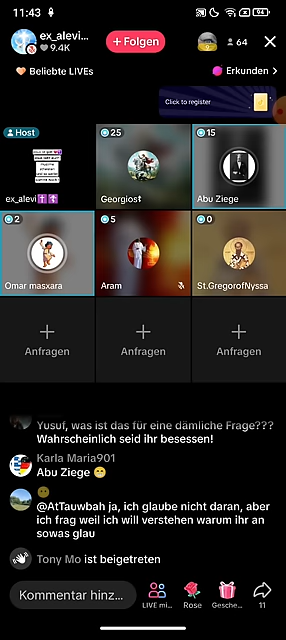 11:43
94
ex_alevi...
9.4K
+ Folgen
64
Beliebte LIVEs
Erkunden >
Click to register
Host
ex_alevi
25
Georgios†
15
Abu Ziege
2
Omar masxara
5
Aram
0
St.GregorofNyssa
Anfragen
Anfragen
Anfragen
Yusuf, was ist das für eine dämliche Frage???
Wahrscheinlich seid ihr besessen!
Karla Maria901
Abu Ziege 😁
@AtTauwbah ja, ich glaube nicht daran, aber
ich frag weil ich will verstehen warum ihr an
sowas glau
Tony Mo ist beigetreten
Kommentar hinz...
LIVE mi...
Rose
Gesche...
11